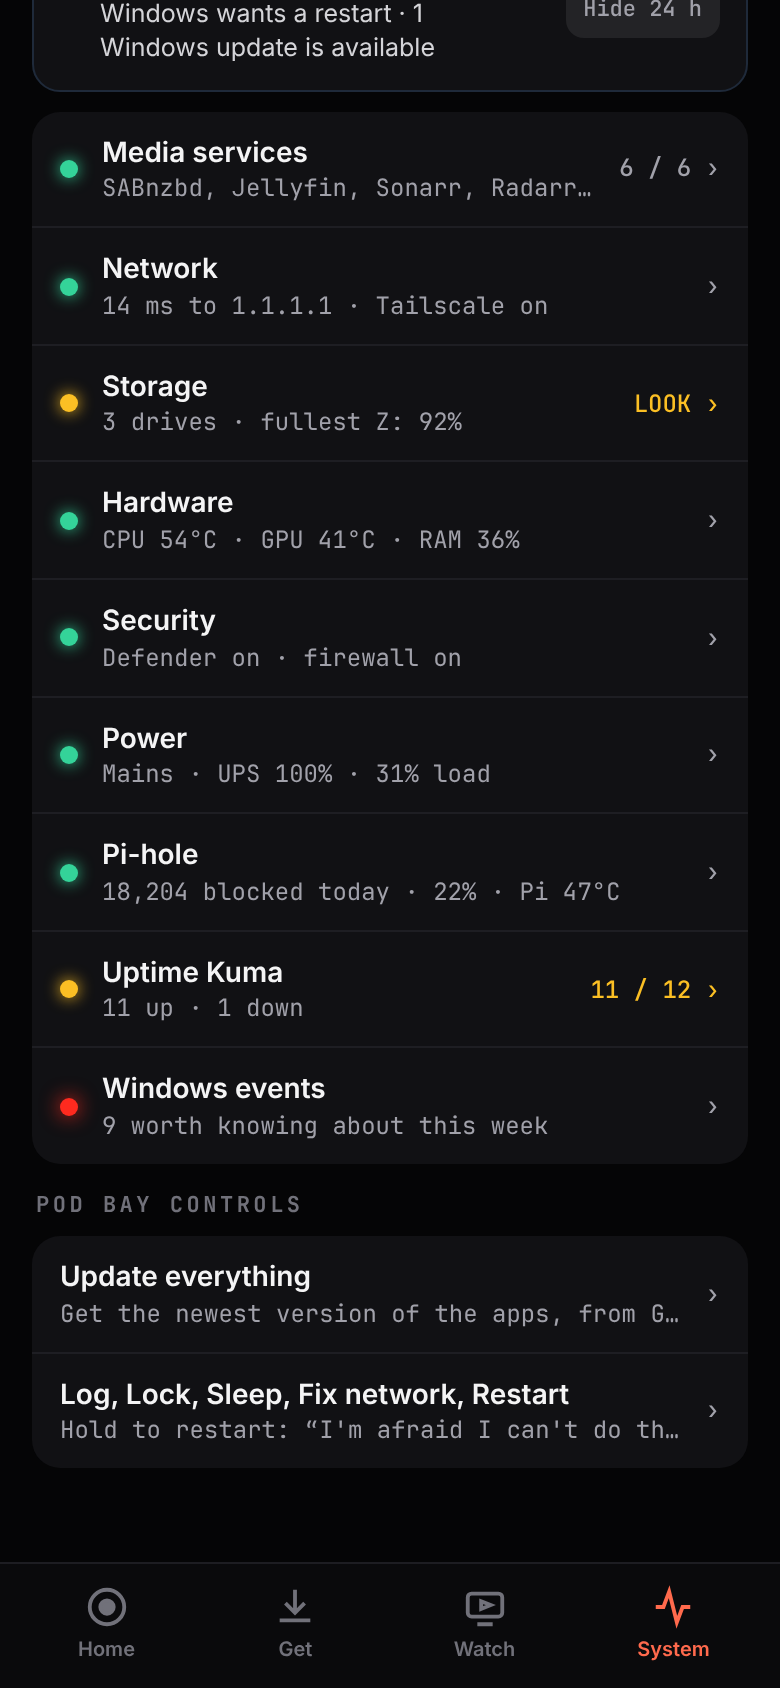 Windows wants a restart · 1
Hide 24 h
Windows update is available
Media services
SABnzbd, Jellyfin, Sonarr, Radarr…
6 / 6 ›
Network
14 ms to 1.1.1.1 · Tailscale on
›
Storage
3 drives · fullest Z: 92%
LOOK ›
Hardware
CPU 54°C · GPU 41°C · RAM 36%
›
Security
Defender on · firewall on
›
Power
Mains · UPS 100% · 31% load
›
Pi-hole
18,204 blocked today · 22% · Pi 47°C
›
Uptime Kuma
11 up · 1 down
11 / 12 ›
Windows events
9 worth knowing about this week
›
POD BAY CONTROLS
Update everything
Get the newest version of the apps, from G…
›
Log, Lock, Sleep, Fix network, Restart
Hold to restart: “I'm afraid I can't do th…
›
Home
Get
Watch
System